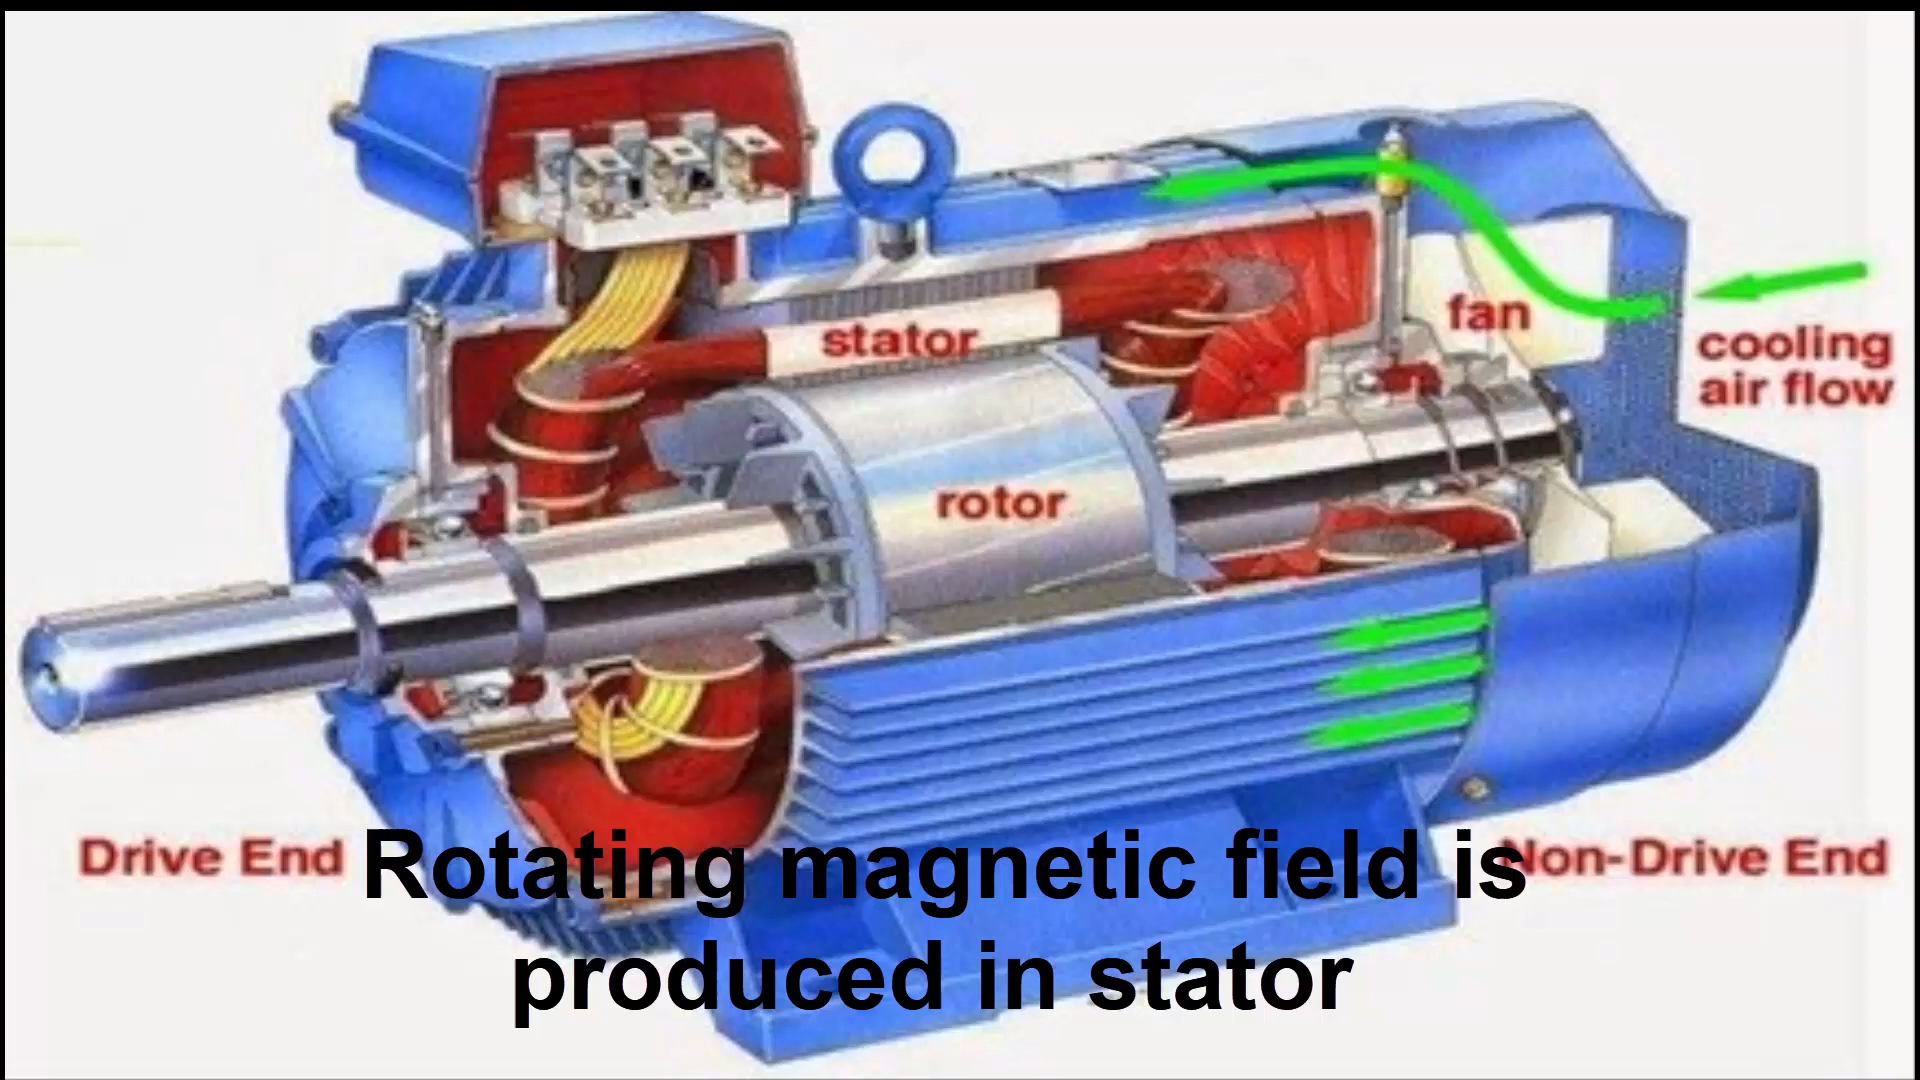 stator
fan
cooling
air flow
rotor
Drive End
Non-Drive End
Rotating magnetic field is
produced in stator